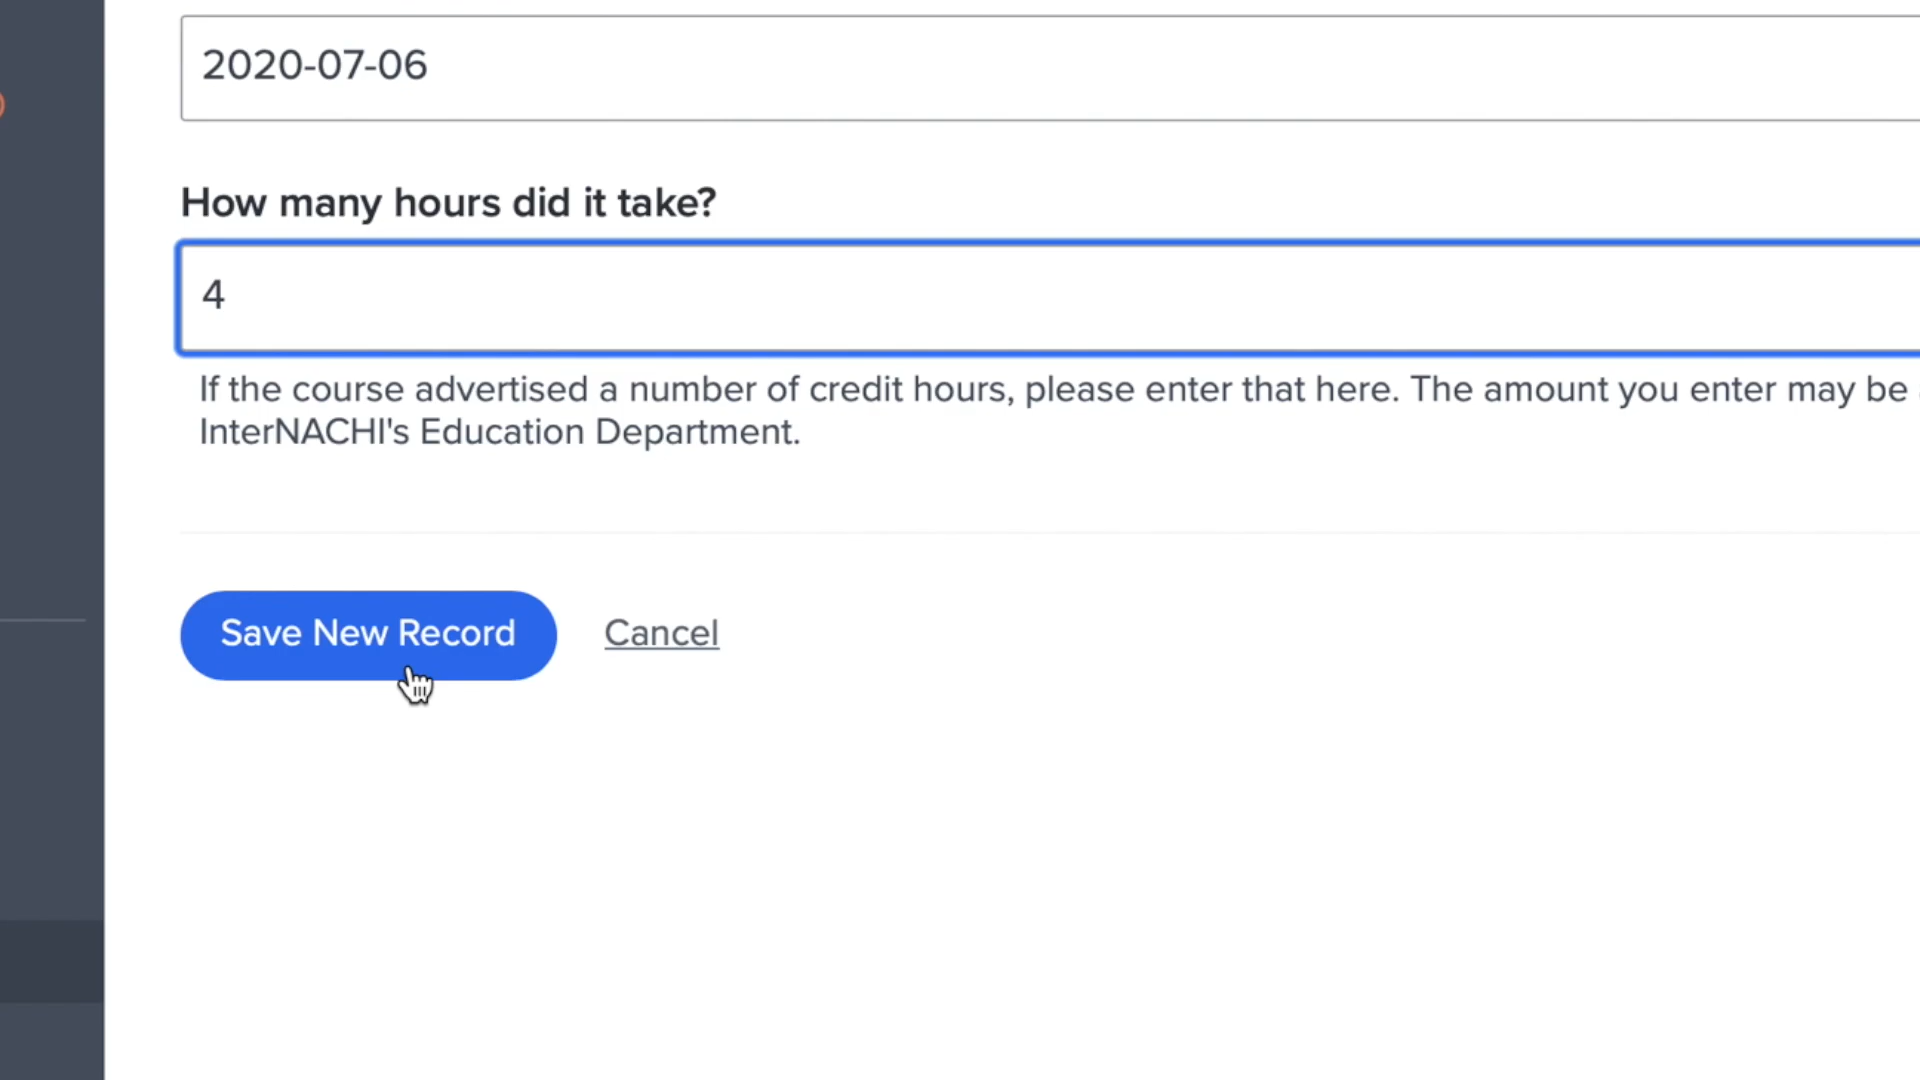 2020-07-06
How many hours did it take?
4
If the course advertised a number of credit hours, please enter that here. The amount you enter may be
InterNACHI's Education Department.
Save New Record
Cancel